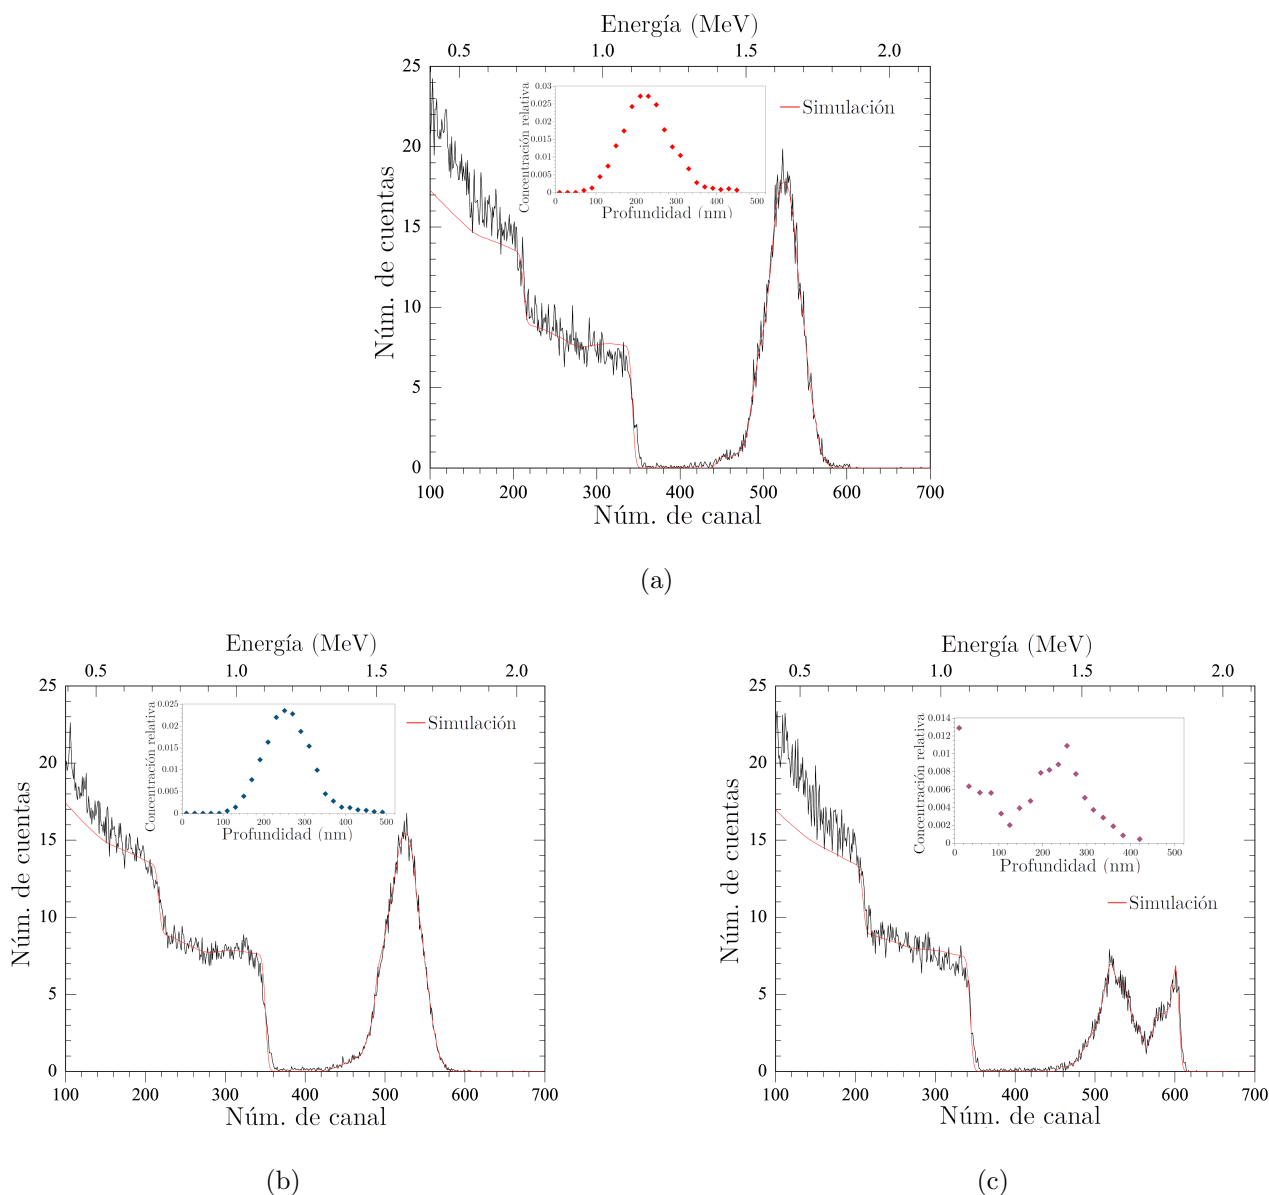 Energía (MeV)
0.5 1.0 1.5 2.0
25
20
15
10
5
0
Núm. de cuentas
0.03
0.025
0.02
0.015
0.01
0.005
0
Concentración relativa
0 100 200 300 400 500
Profundidad (nm)
Simulación
100 200 300 400 500 600 700
Núm. de canal
(a)
Energía (MeV)
0.5 1.0 1.5 2.0
25
20
15
10
5
0
Núm. de cuentas
0.025
0.02
0.015
0.01
0.005
0
Concentración relativa
0 100 200 300 400 500
Profundidad (nm)
Simulación
100 200 300 400 500 600 700
Núm. de canal
(b)
Energía (MeV)
0.5 1.0 1.5 2.0
25
20
15
10
5
0
Núm. de cuentas
0.014
0.012
0.01
0.008
0.006
0.004
0.002
0
Concentración relativa
0 100 200 300 400 500
Profundidad (nm)
Simulación
100 200 300 400 500 600 700
Núm. de canal
(c)